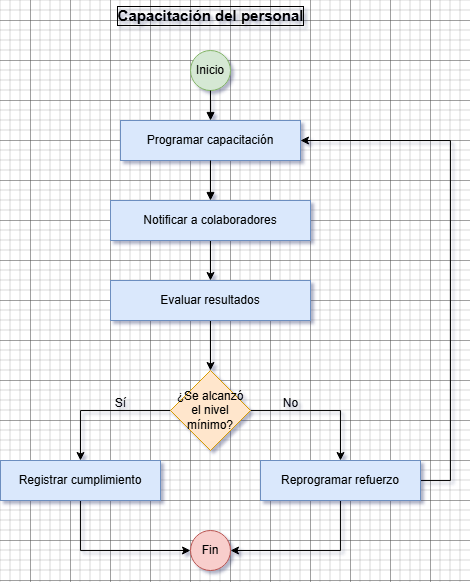 Capacitación del personal
Inicio
Programar capacitación
Notificar a colaboradores
Evaluar resultados
¿Se alcanzó
el nivel
mínimo?
Sí
No
Registrar cumplimiento
Reprogramar refuerzo
Fin